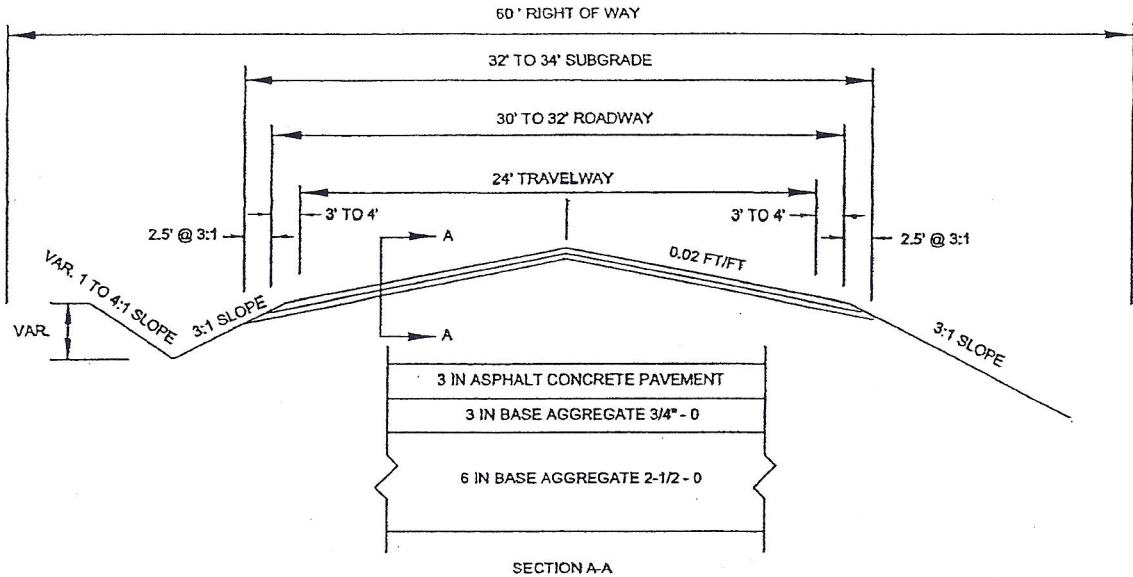 60 ' RIGHT OF WAY
32' TO 34' SUBGRADE
30' TO 32' ROADWAY
24' TRAVELWAY
3' TO 4'
3' TO 4'
2.5' @ 3:1
2.5' @ 3:1
A
0.02 FT/FT
VAR. 1 TO 4:1 SLOPE
3:1 SLOPE
VAR.
A
3:1 SLOPE
3 IN ASPHALT CONCRETE PAVEMENT
3 IN BASE AGGREGATE 3/4" - 0
6 IN BASE AGGREGATE 2-1/2 - 0
SECTION A-A